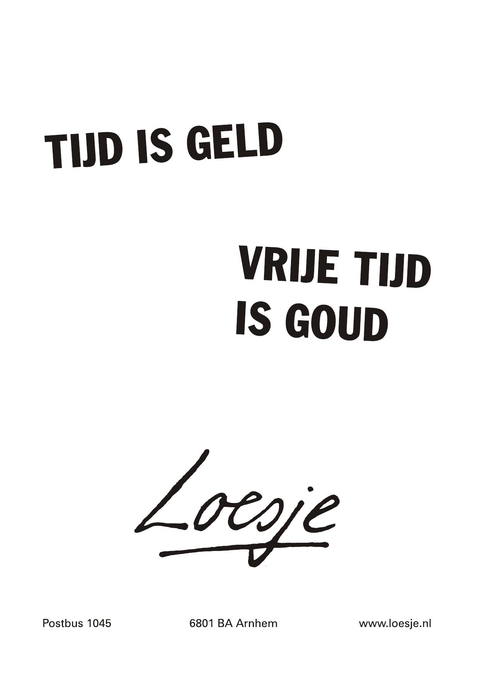 TIJD IS GELD
VRIJE TIJD
IS GOUD
Loesje
Postbus 1045 6801 BA Arnhem www.loesje.nl